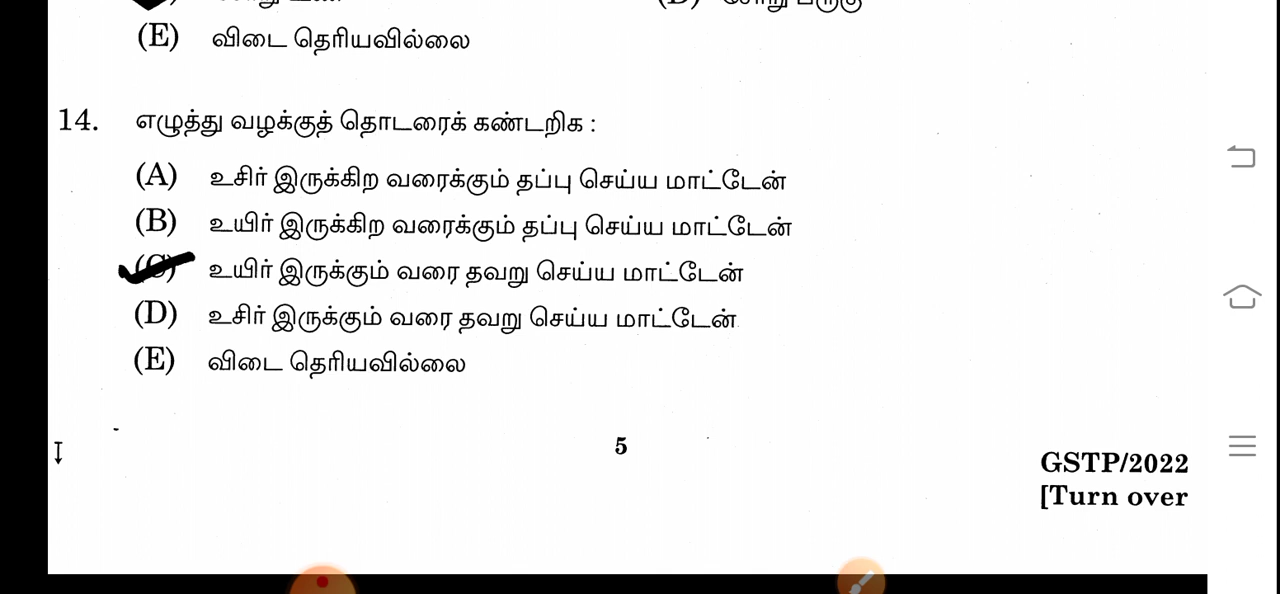 (E) விடை தெரியவில்லை
14. எழுத்து வழக்குத் தொடரைக் கண்டறிக :
(A) உசிர் இருக்கிற வரைக்கும் தப்பு செய்ய மாட்டேன்
(B) உயிர் இருக்கிற வரைக்கும் தப்பு செய்ய மாட்டேன்
(C) உயிர் இருக்கும் வரை தவறு செய்ய மாட்டேன்
(D) உசிர் இருக்கும் வரை தவறு செய்ய மாட்டேன்
(E) விடை தெரியவில்லை
5
GSTP/2022
[Turn over